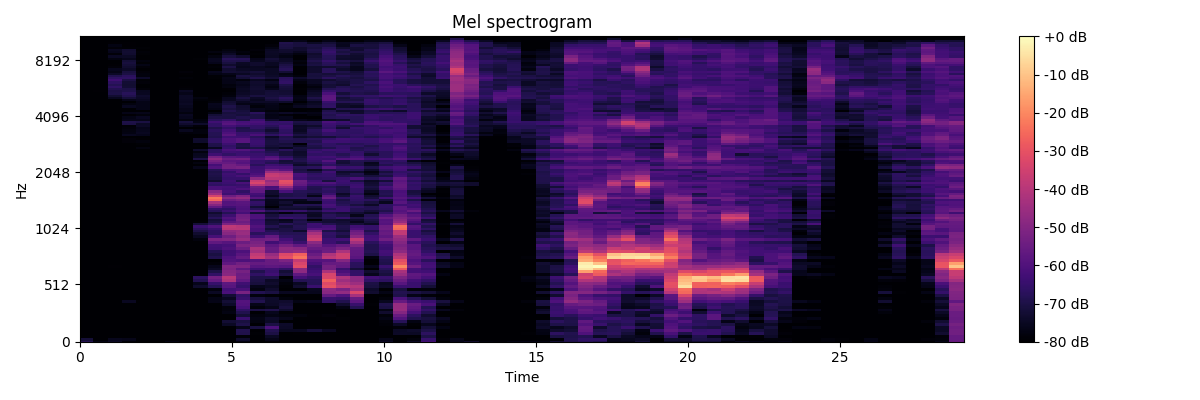 Mel spectrogram
8192
4096
2048
1024
512
0
Hz
0 5 10 15 20 25
Time
+0 dB
-10 dB
-20 dB
-30 dB
-40 dB
-50 dB
-60 dB
-70 dB
-80 dB